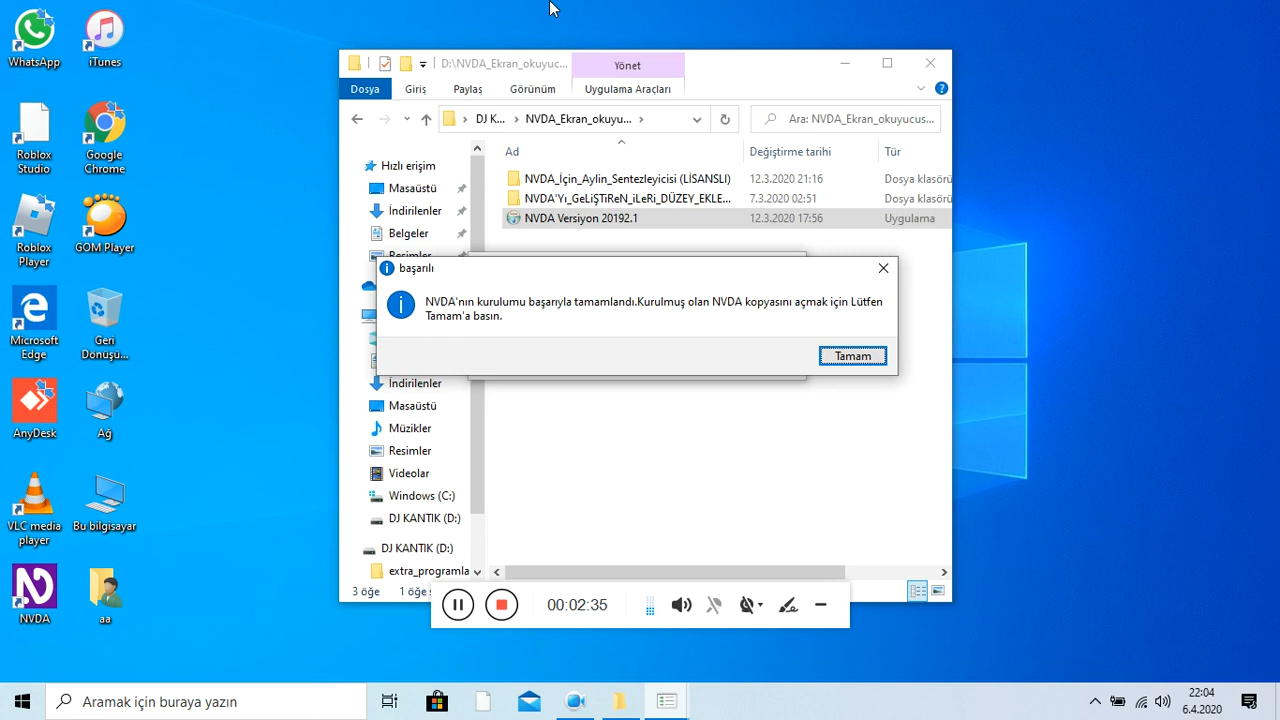 WhatsApp
iTunes
Roblox
Studio
Google
Chrome
Roblox
Player
GOM Player
Microsoft
Edge
Geri
Dönüşü...
AnyDesk
Ağ
VLC media
player
Bu bilgisayar
NVDA
aa
D:\NVDA_Ekran_okuyuc...
Yönet
Dosya
Giriş
Paylaş
Görünüm
Uygulama Araçları
DJ K...
NVDA_Ekran_okuyu...
Ara: NVDA_Ekran_okuyucus...
Ad
Değiştirme tarihi
Tür
Hızlı erişim
Masaüstü
İndirilenler
Belgeler
Resimler
NVDA_İçin_Aylin_Sentezleyicisi (LİSANSLI)
12.3.2020 21:16
Dosya klasörü
NVDA'Yı_GeLiŞTiReN_iLeRi_DÜZEY_EKLE...
7.3.2020 02:51
Dosya klasörü
NVDA Versiyon 20192.1
12.3.2020 17:56
Uygulama
başarılı
NVDA'nın kurulumu başarıyla tamamlandı.Kurulmuş olan NVDA kopyasını açmak için Lütfen
Tamam'a basın.
Tamam
İndirilenler
Masaüstü
Müzikler
Resimler
Videolar
Windows (C:)
DJ KANTIK (D:)
DJ KANTIK (D:)
extra_programla
3 öğe
1 öğe s
00:02:35
Aramak için buraya yazın
22:04
6.4.2020